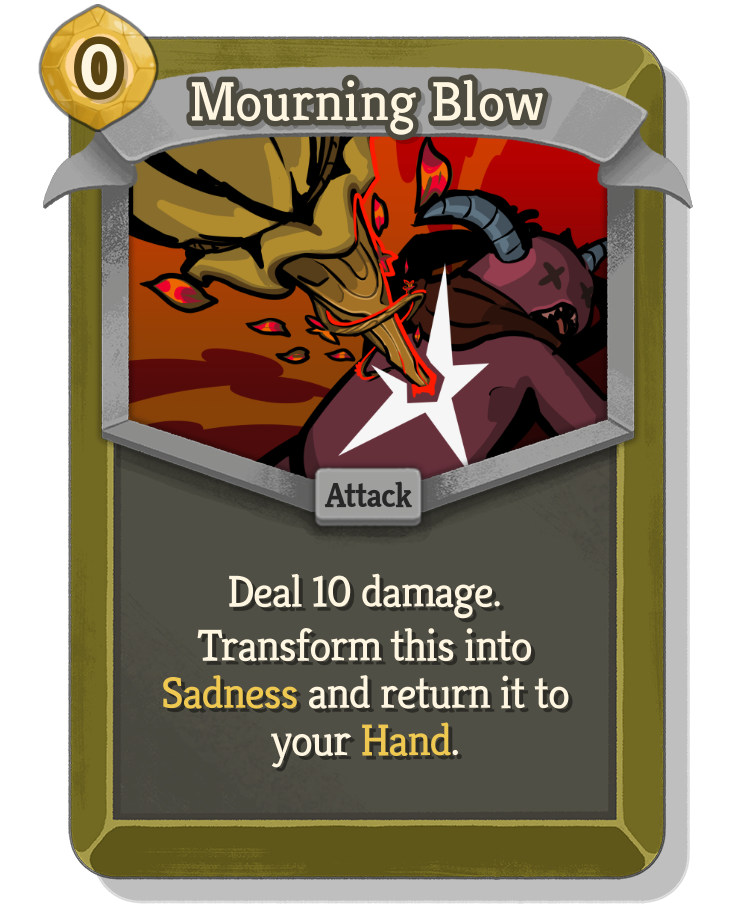 0
Mourning Blow
Attack
Deal 10 damage.
Transform this into
Sadness and return it to
your Hand.